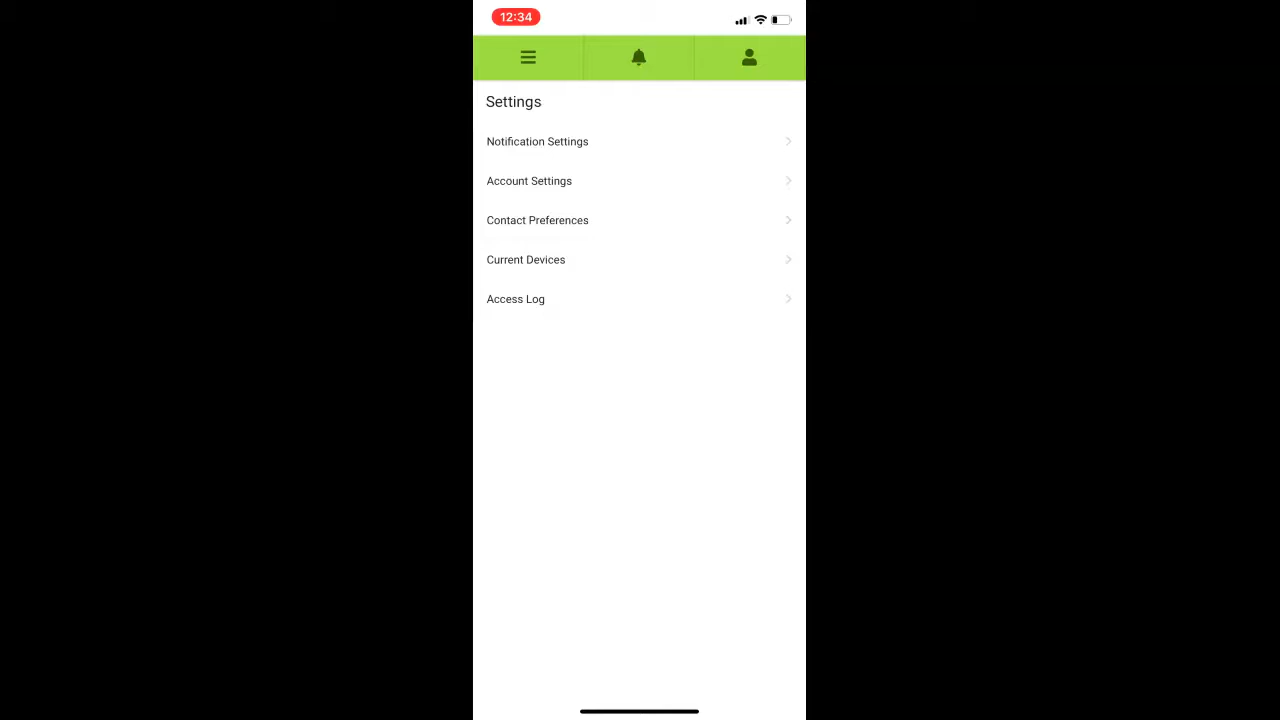 12:34
Settings
Notification Settings
Account Settings
Contact Preferences
Current Devices
Access Log